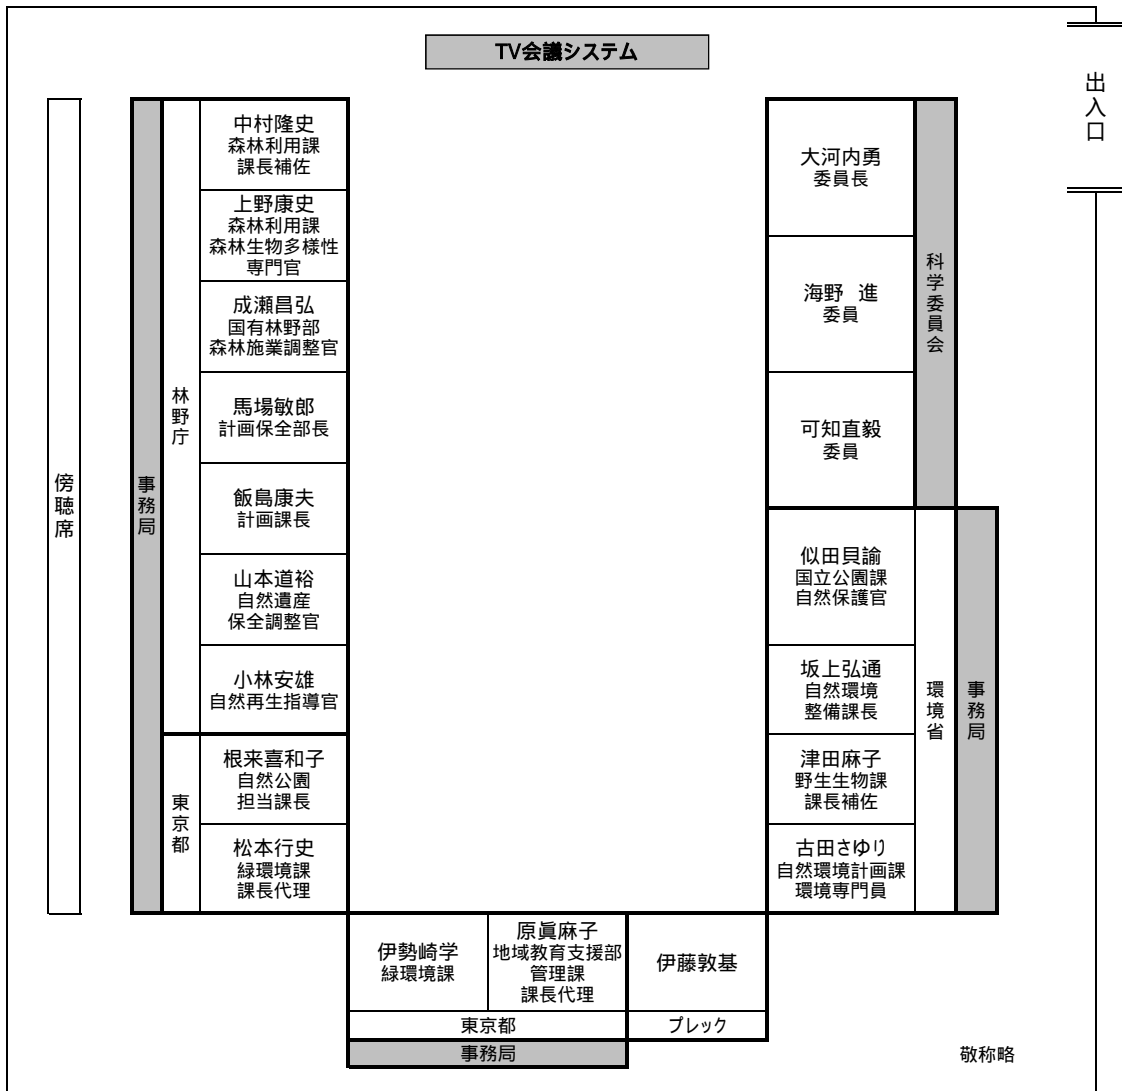 TV会議システム
出入口
傍聴席
事務局
林野庁
中村隆史
森林利用課
課長補佐
上野康史
森林利用課
森林生物多様性
専門官
成瀬昌弘
国有林野部
森林施業調整官
馬場敏郎
計画保全部長
飯島康夫
計画課長
山本道裕
自然遺産
保全調整官
小林安雄
自然再生指導官
東京都
根来喜和子
自然公園
担当課長
松本行史
緑環境課
課長代理
大河内勇
委員長
海野 進
委員
可知直毅
委員
科学委員会
似田貝諭
国立公園課
自然保護官
坂上弘通
自然環境
整備課長
津田麻子
野生生物課
課長補佐
古田さゆり
自然環境計画課
環境専門員
環境省
事務局
伊勢崎学
緑環境課
原眞麻子
地域教育支援部
管理課
課長代理
伊藤敦基
東京都
プレック
事務局
敬称略